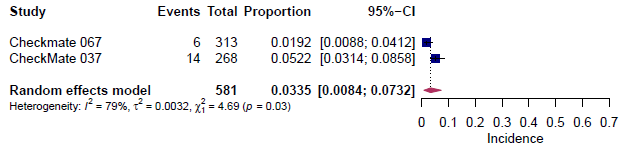 Study Events Total Proportion 95%−CI
Checkmate 067 6 313 0.0192 [0.0088; 0.0412]
CheckMate 037 14 268 0.0522 [0.0314; 0.0858]
Random effects model 581 0.0335 [0.0084; 0.0732]
Heterogeneity: I² = 79%, τ² = 0.0032, χ²₁ = 4.69 (p = 0.03)
0 0.1 0.2 0.3 0.4 0.5 0.6 0.7
Incidence